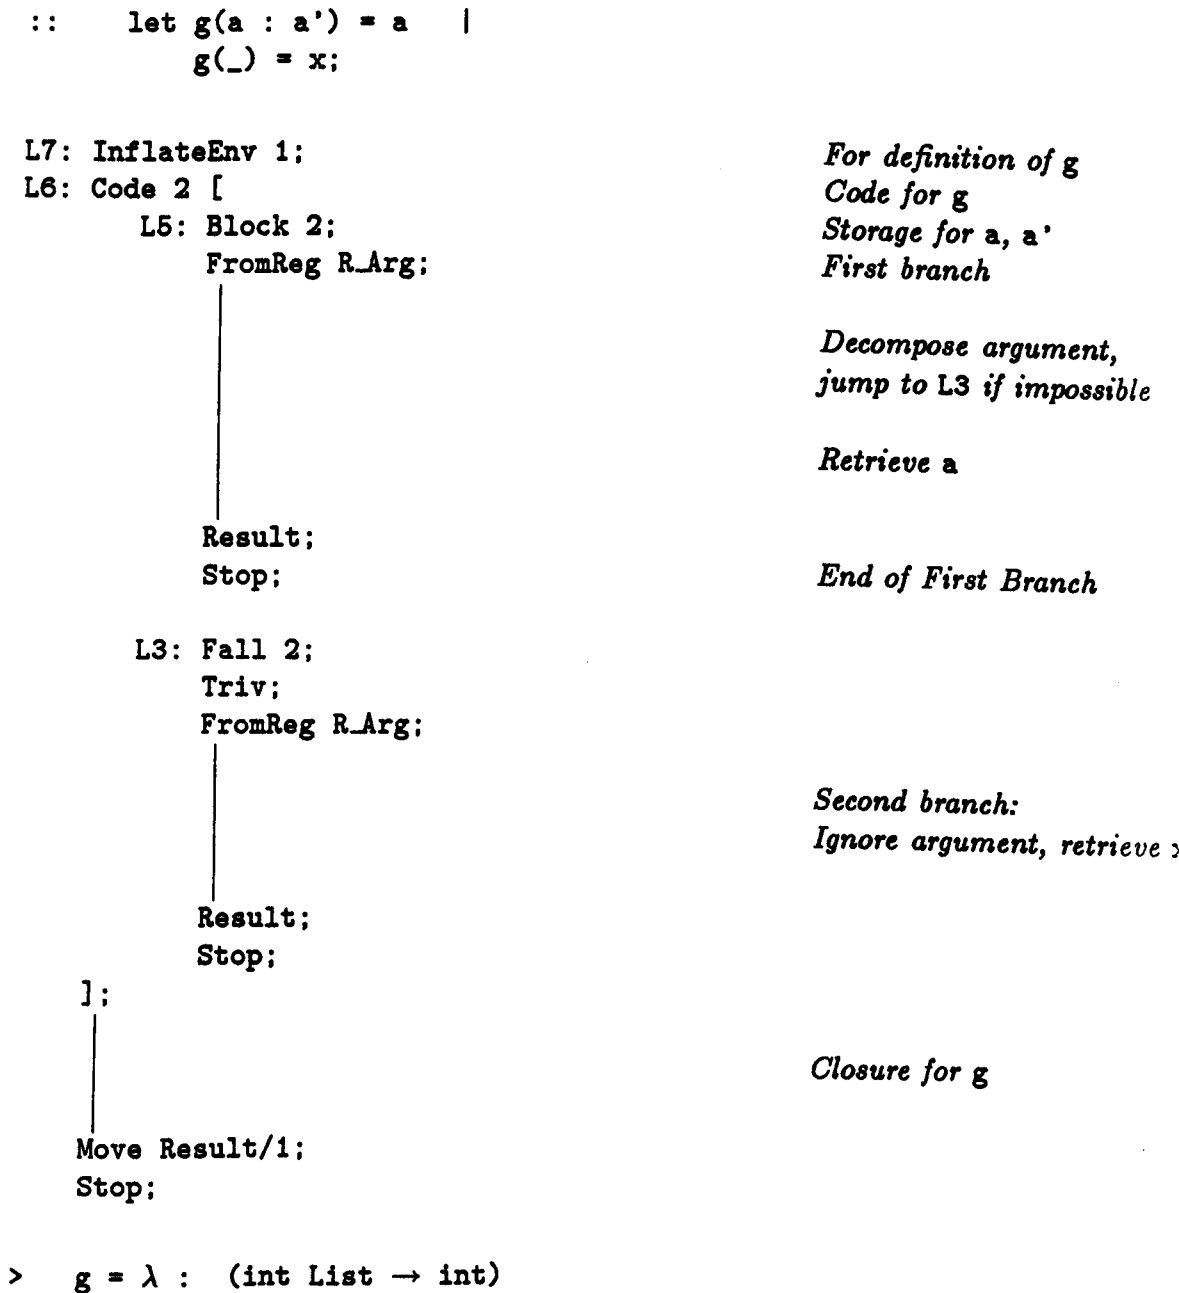 :: let g(a : a') = a |
g(_) = x;
L7: InflateEnv 1; For definition of g
L6: Code 2 [ Code for g
L5: Block 2; Storage for a, a'
FromReg R_Arg; First branch
Decompose argument,
jump to L3 if impossible
Retrieve a
Result;
Stop; End of First Branch
L3: Fall 2;
Triv;
FromReg R_Arg;
Second branch:
Ignore argument, retrieve
Result;
Stop;
];
Closure for g
Move Result/1;
Stop;
> g = λ : (int List → int)